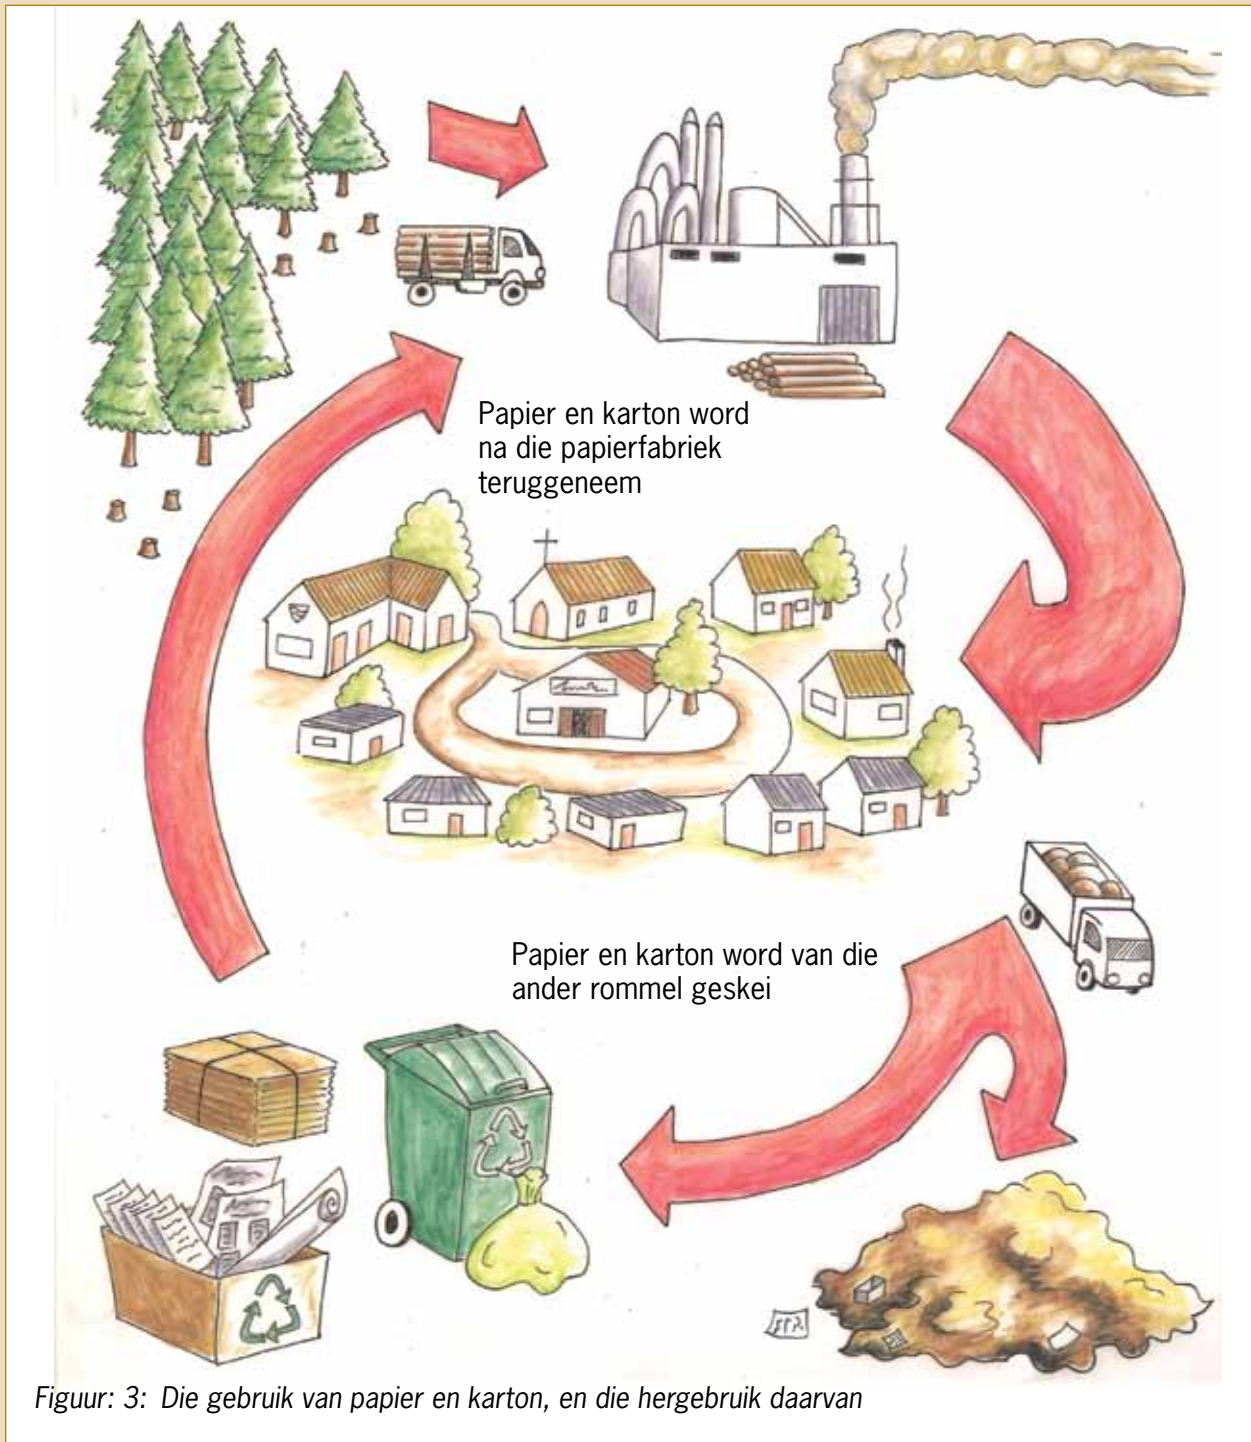 Papier en karton word
na die papierfabriek
teruggeneem
Papier en karton word van die
ander rommel geskei
Figuur: 3: Die gebruik van papier en karton, en die hergebruik daarvan